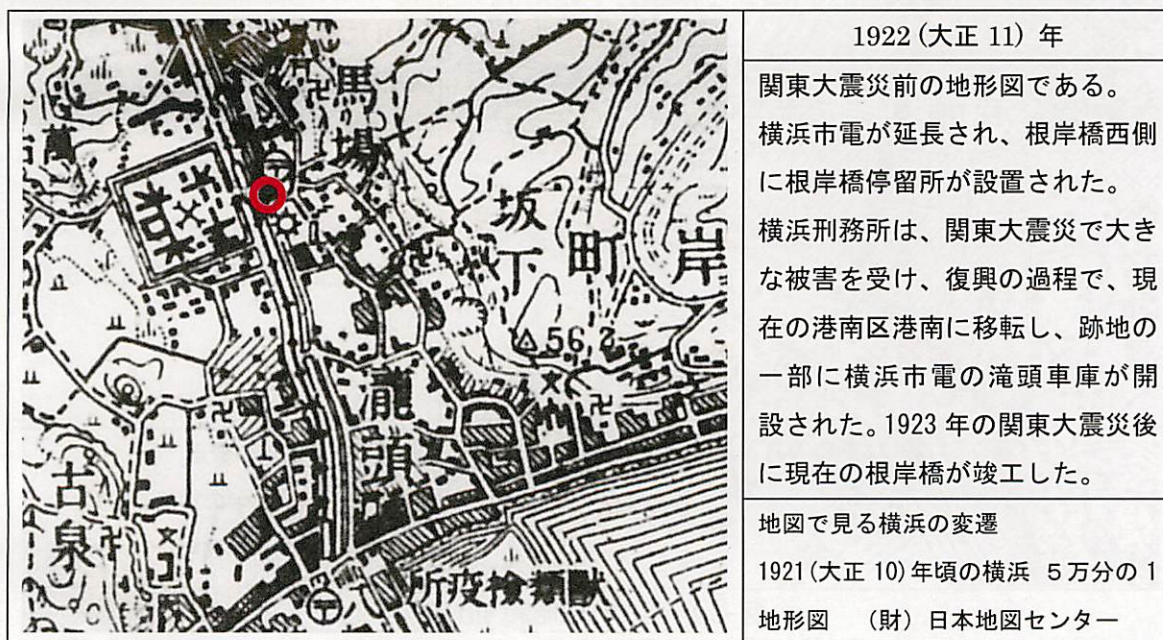 1922(大正 11) 年
関東大震災前の地形図である。
横浜市電が延長され、根岸橋西側
に根岸橋停留所が設置された。
横浜刑務所は、関東大震災で大き
な被害を受け、復興の過程で、現
在の港南区港南に移転し、跡地の
一部に横浜市電の滝頭車庫が開
設された。1923 年の関東大震災後
に現在の根岸橋が竣工した。
地図で見る横浜の変遷
1921(大正 10)年頃の横浜 5万分の1
地形図 (財)日本地図センター
馬場
坂下町
岸
56.2
瀧頭
古泉
所疫檢類獸
八